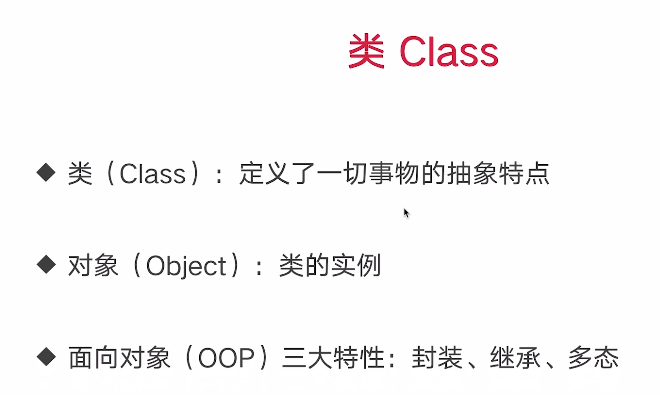 类 Class
◆ 类（Class）：定义了一切事物的抽象特点
◆ 对象（Object）：类的实例
◆ 面向对象（OOP）三大特性：封装、继承、多态